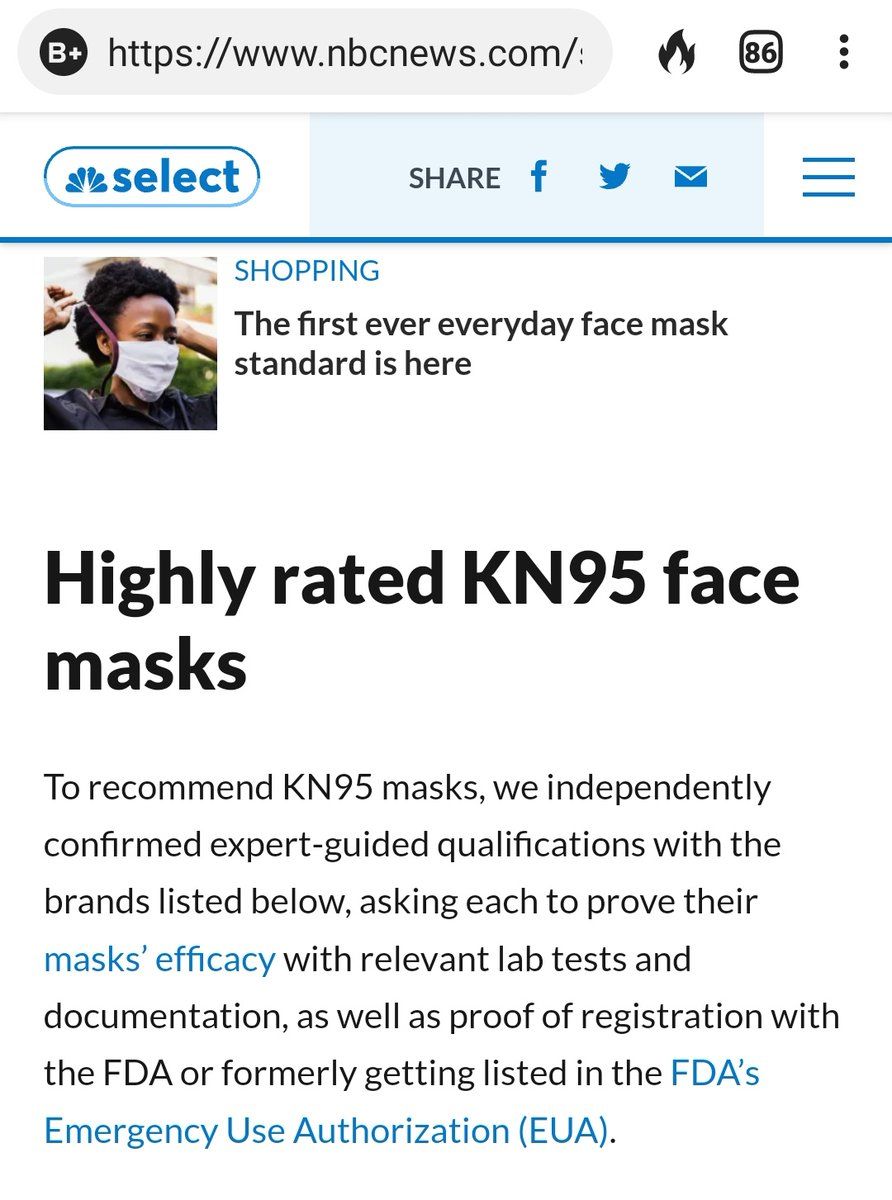 B+ https://www.nbcnews.com/s 86
select SHARE f
SHOPPING
The first ever everyday face mask
standard is here
Highly rated KN95 face
masks
To recommend KN95 masks, we independently
confirmed expert-guided qualifications with the
brands listed below, asking each to prove their
masks’ efficacy with relevant lab tests and
documentation, as well as proof of registration with
the FDA or formerly getting listed in the FDA’s
Emergency Use Authorization (EUA).